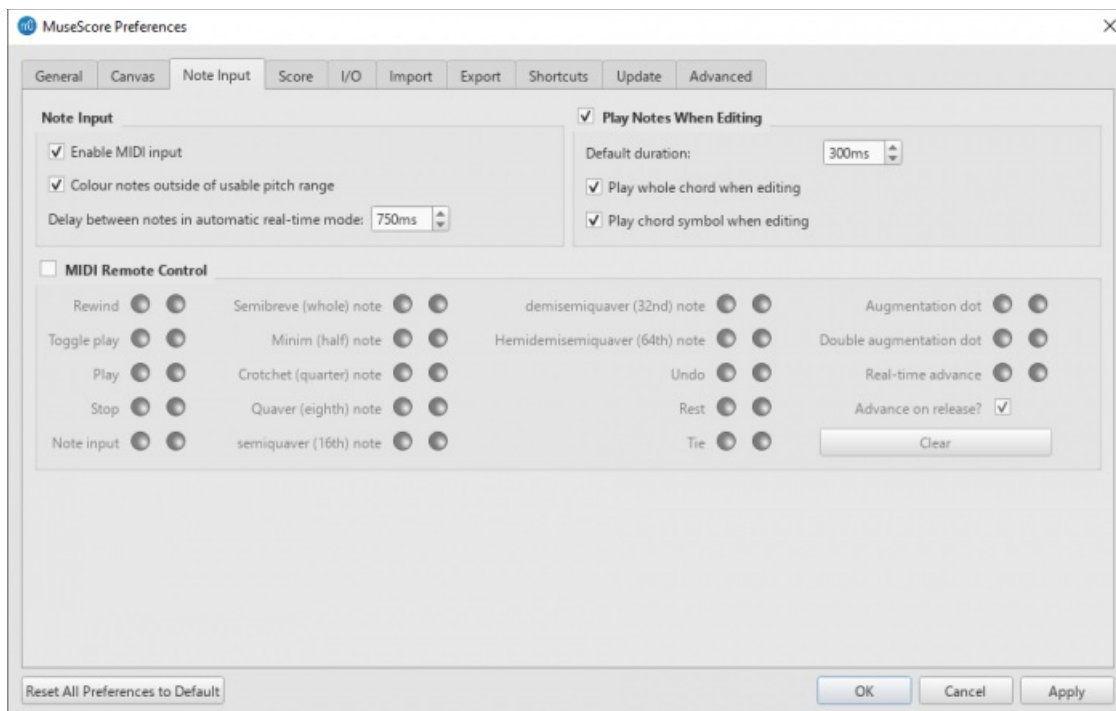 MuseScore Preferences
General Canvas Note Input Score I/O Import Export Shortcuts Update Advanced
Note Input
Enable MIDI input
Colour notes outside of usable pitch range
Delay between notes in automatic real-time mode: 750ms
Play Notes When Editing
Default duration: 300ms
Play whole chord when editing
Play chord symbol when editing
MIDI Remote Control
Rewind Semibreve (whole) note demisemiquaver (32nd) note Augmentation dot
Toggle play Minim (half) note Hemidemisemiquaver (64th) note Double augmentation dot
Play Crotchet (quarter) note Undo Real-time advance
Stop Quaver (eighth) note Rest Advance on release?
Note input semiquaver (16th) note Tie Clear
Reset All Preferences to Default OK Cancel Apply